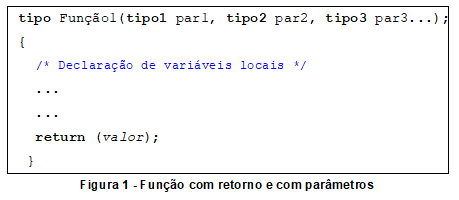 tipo Função1(tipo1 par1, tipo2 par2, tipo3 par3...);
{
/* Declaração de variáveis locais */
...
...
return (valor);
}
Figura 1 - Função com retorno e com parâmetros